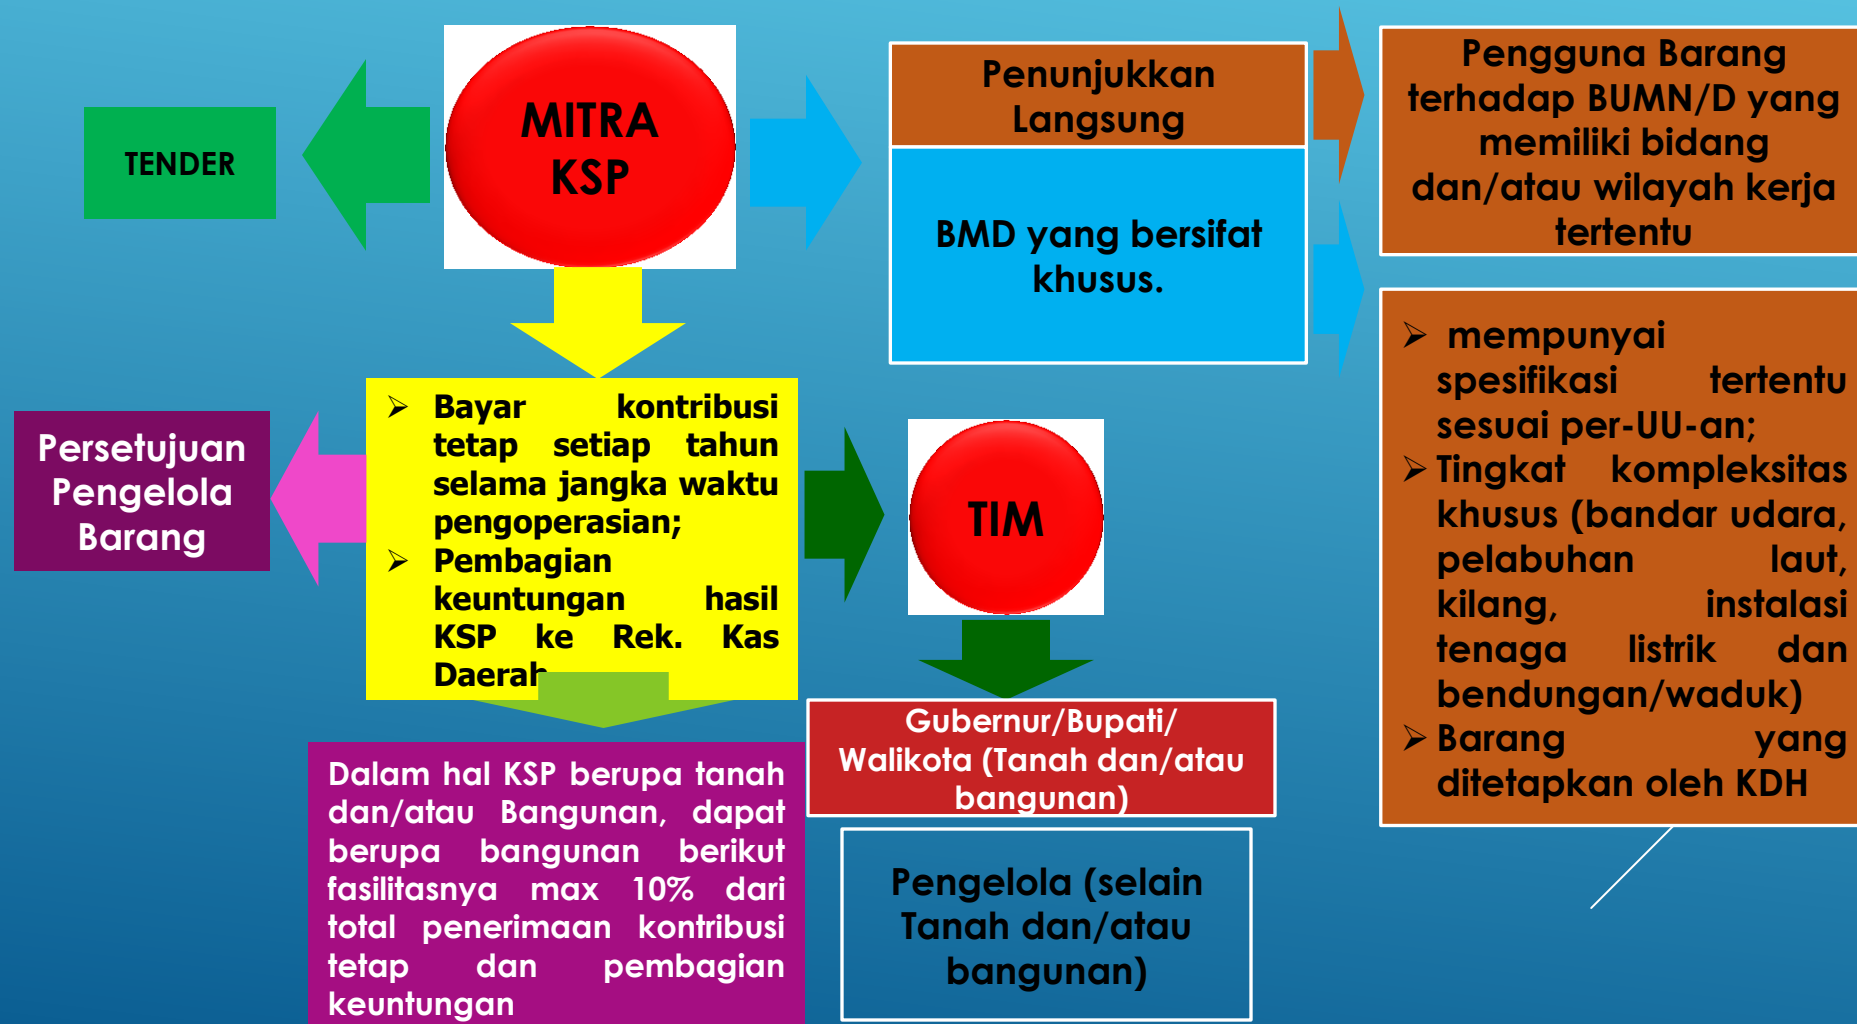 TENDER
MITRA
KSP
Penunjukkan
Langsung
BMD yang bersifat
khusus.
Pengguna Barang
terhadap BUMN/D yang
memiliki bidang
dan/atau wilayah kerja
tertentu
➢ mempunyai
spesifikasi tertentu
sesuai per-UU-an;
➢ Tingkat kompleksitas
khusus (bandar udara,
pelabuhan laut,
kilang, instalasi
tenaga listrik dan
bendungan/waduk)
➢ Barang yang
ditetapkan oleh KDH
Persetujuan
Pengelola
Barang
➢ Bayar kontribusi
tetap setiap tahun
selama jangka waktu
pengoperasian;
➢ Pembagian
keuntungan hasil
KSP ke Rek. Kas
Daerah
TIM
Gubernur/Bupati/
Walikota (Tanah dan/atau
bangunan)
Pengelola (selain
Tanah dan/atau
bangunan)
Dalam hal KSP berupa tanah
dan/atau Bangunan, dapat
berupa bangunan berikut
fasilitasnya max 10% dari
total penerimaan kontribusi
tetap dan pembagian
keuntungan